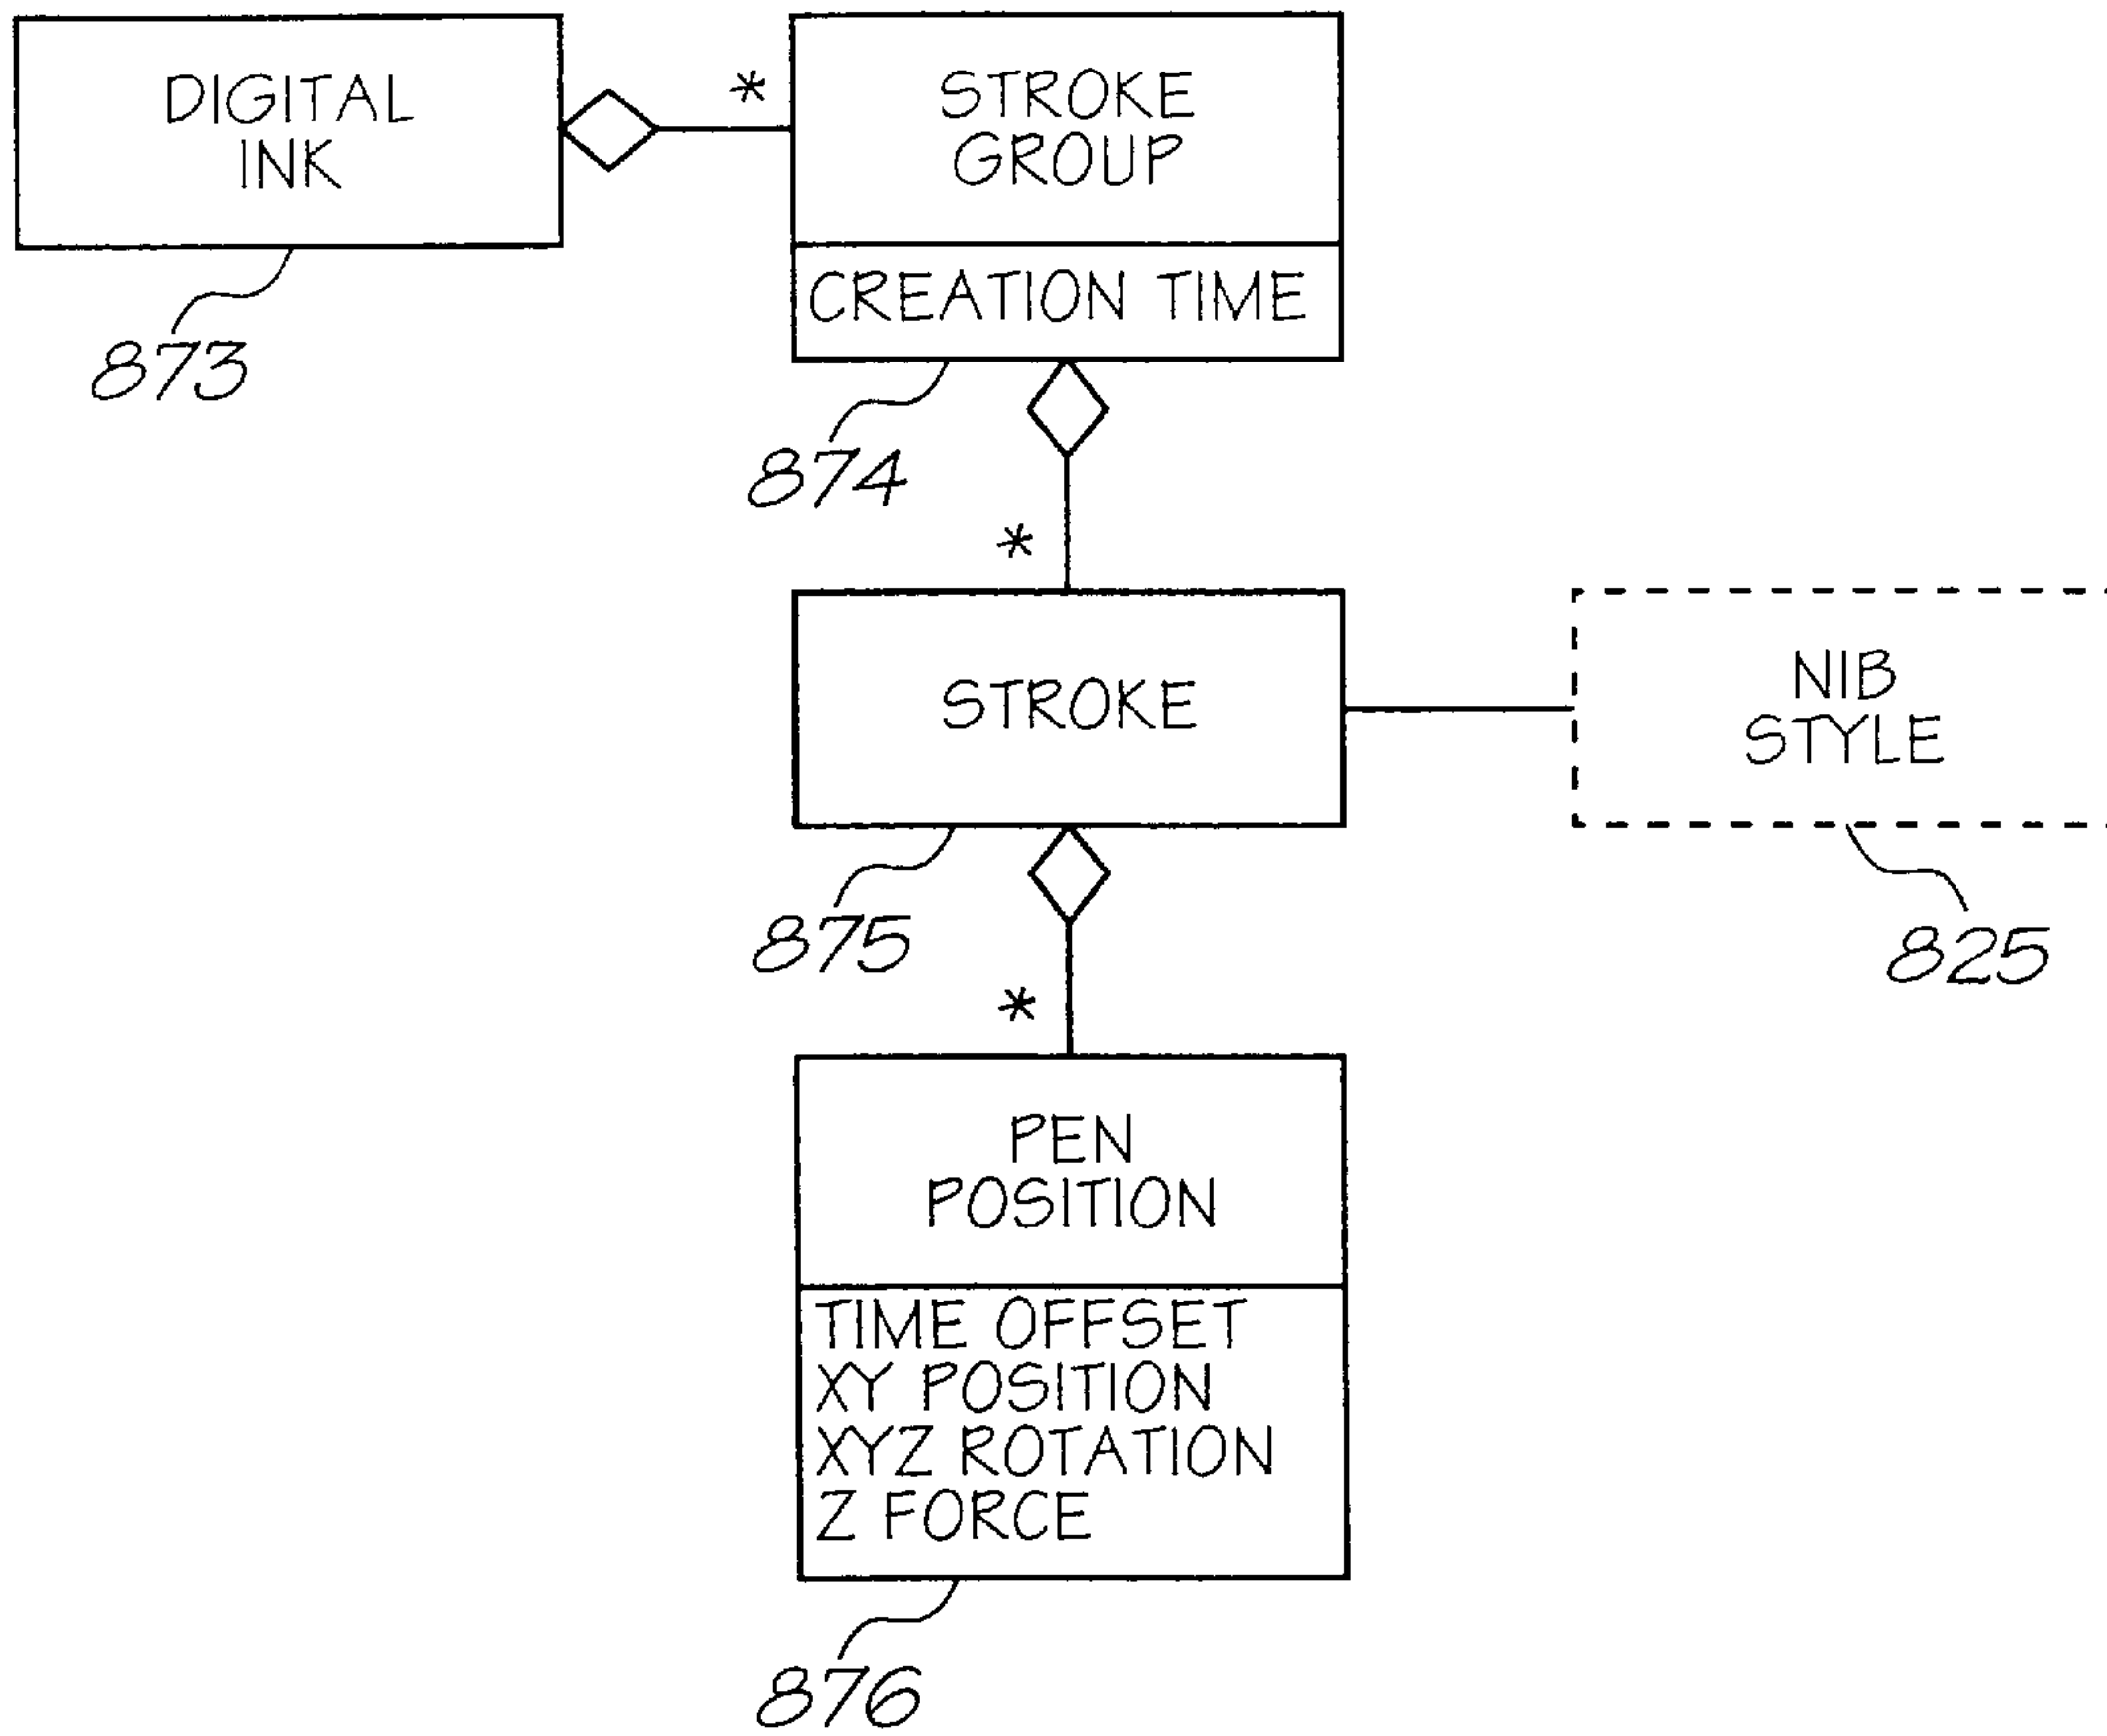 DIGITAL
INK
*
STROKE
GROUP
CREATION TIME
873
874
*
STROKE
NIB
STYLE
875
825
*
PEN
POSITION
TIME OFFSET
XY POSITION
XYZ ROTATION
Z FORCE
876